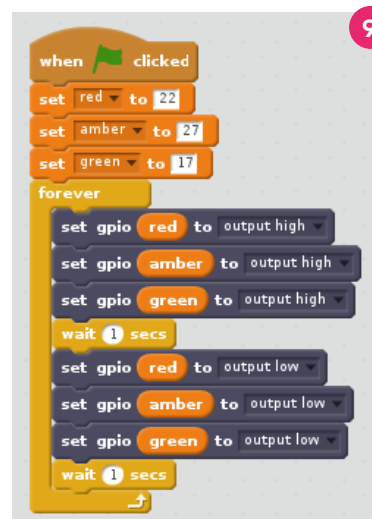 9
when clicked
set red to 22
set amber to 27
set green to 17
forever
set gpio red to output high
set gpio amber to output high
set gpio green to output high
wait 1 secs
set gpio red to output low
set gpio amber to output low
set gpio green to output low
wait 1 secs